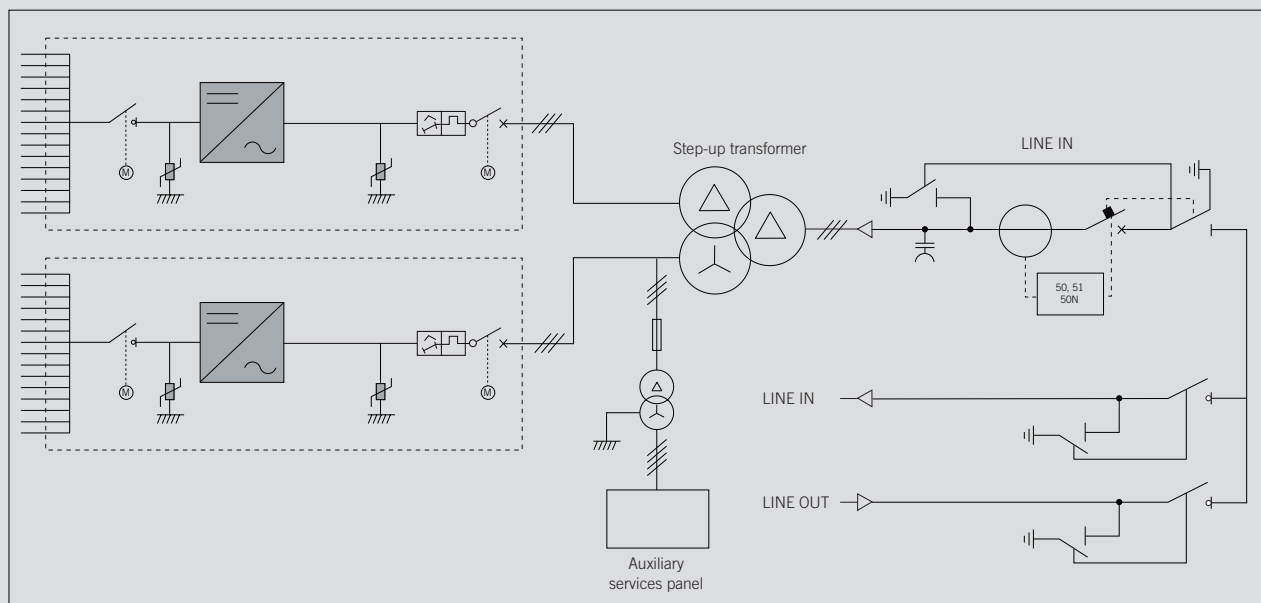 Step-up transformer
LINE IN
M
M
50, 51
50N
M
M
LINE IN
LINE OUT
Auxiliary
services panel